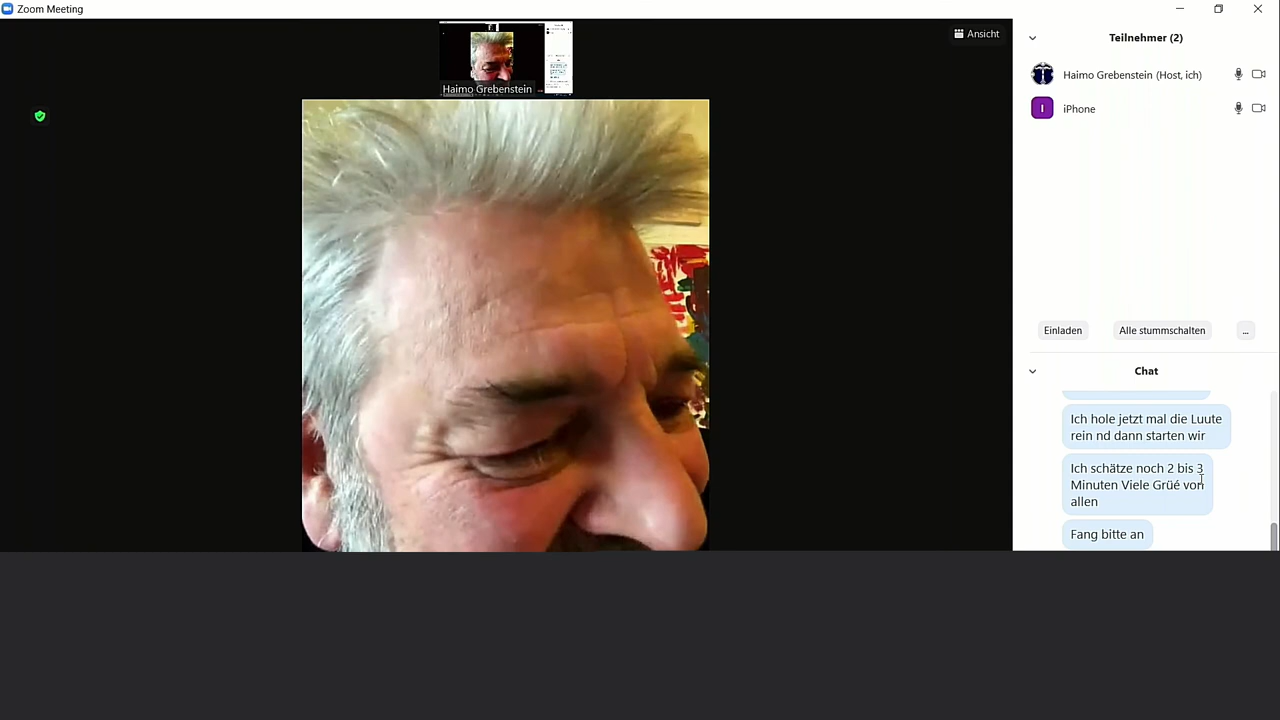 Zoom Meeting
Haimo Grebenstein
Ansicht
Teilnehmer (2)
Haimo Grebenstein (Host, ich)
I
iPhone
Einladen
Alle stummschalten
...
Chat
Ich hole jetzt mal die Luute
rein nd dann starten wir
Ich schätze noch 2 bis 3
Minuten Viele Grüé von
allen
Fang bitte an